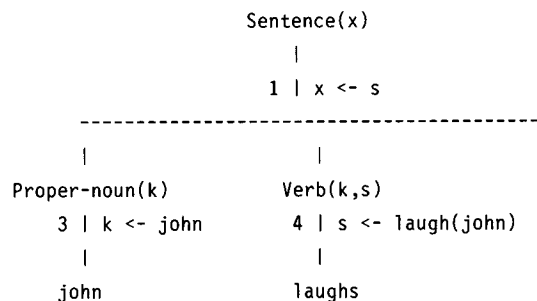 Sentence(x)
|
1 | x <- s
------------------------------------------------
| |
Proper-noun(k) Verb(k,s)
3 | k <- john 4 | s <- laugh(john)
| |
john laughs